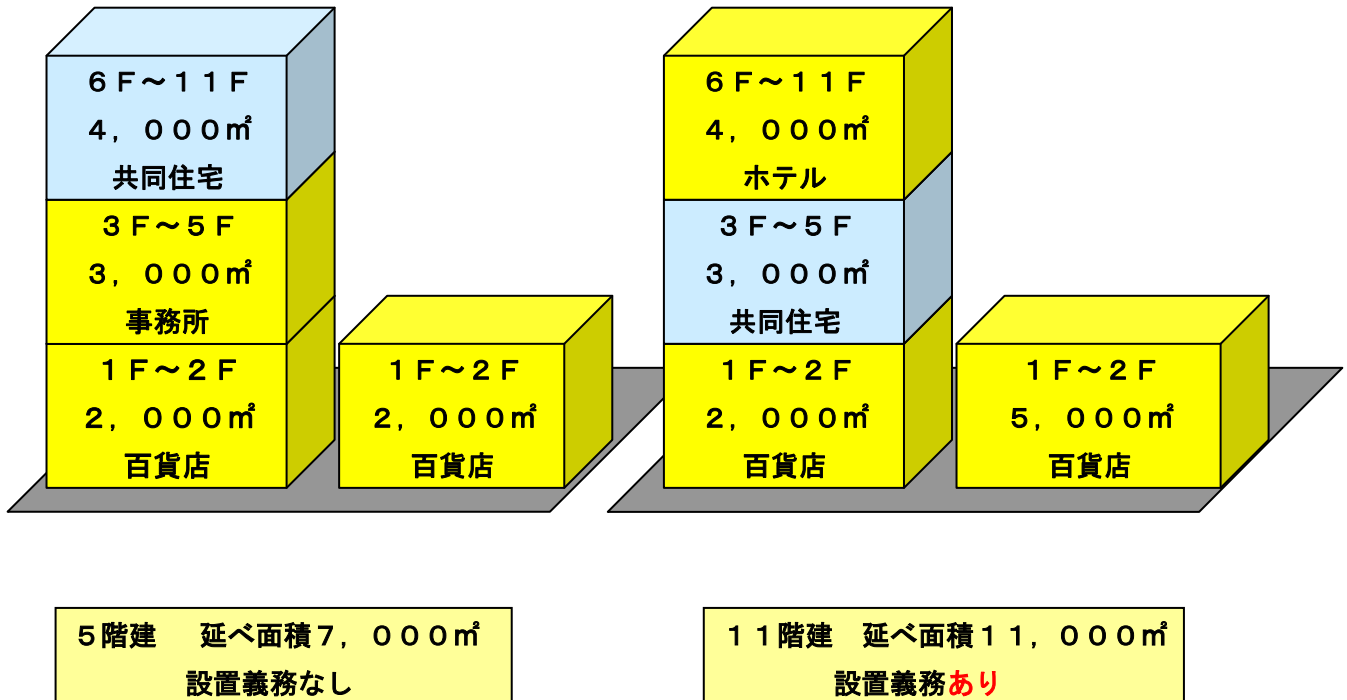 ６Ｆ～１１Ｆ
４，０００㎡
共同住宅
３Ｆ～５Ｆ
３，０００㎡
事務所
１Ｆ～２Ｆ
２，０００㎡
百貨店
１Ｆ～２Ｆ
２，０００㎡
百貨店
６Ｆ～１１Ｆ
４，０００㎡
ホテル
３Ｆ～５Ｆ
３，０００㎡
共同住宅
１Ｆ～２Ｆ
２，０００㎡
百貨店
１Ｆ～２Ｆ
５，０００㎡
百貨店
５階建　延べ面積７，０００㎡
設置義務なし
１１階建　延べ面積１１，０００㎡
設置義務あり